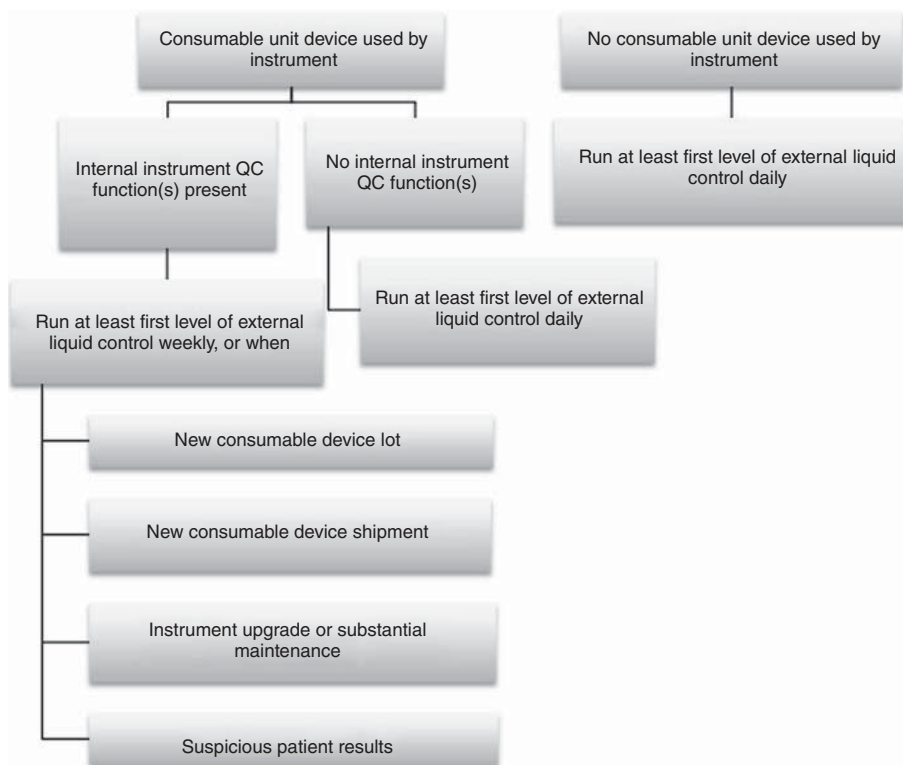 Consumable unit device used by
instrument
No consumable unit device used by
instrument
Internal instrument QC
function(s) present
No internal instrument
QC function(s)
Run at least first level of external liquid
control daily
Run at least first level of external
liquid control daily
Run at least first level of external
liquid control weekly, or when
New consumable device lot
New consumable device shipment
Instrument upgrade or substantial
maintenance
Suspicious patient results